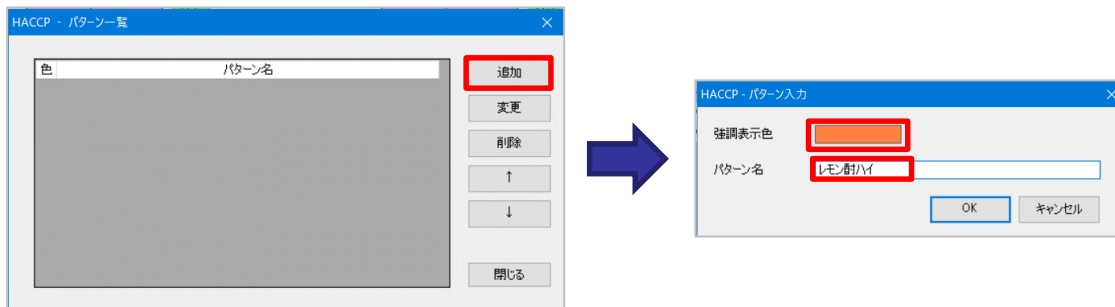 HACCP - パターン一覧
色 パターン名
追加
変更
削除
↑
↓
閉じる
HACCP - パターン入力
強調表示色
パターン名 レモン酎ハイ
OK キャンセル